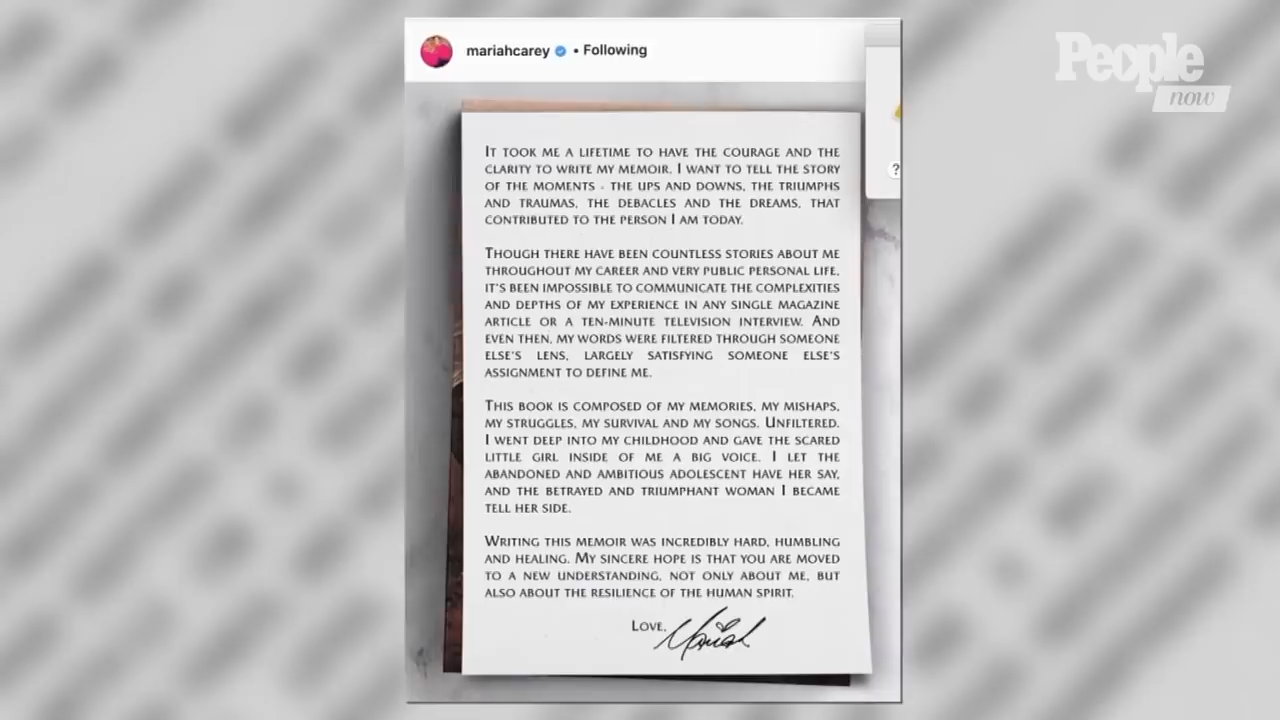 mariahcarey • Following
People
now
?
IT TOOK ME A LIFETIME TO HAVE THE COURAGE AND THE
CLARITY TO WRITE MY MEMOIR. I WANT TO TELL THE STORY
OF THE MOMENTS - THE UPS AND DOWNS, THE TRIUMPHS
AND TRAUMAS, THE DEBACLES AND THE DREAMS, THAT
CONTRIBUTED TO THE PERSON I AM TODAY.
THOUGH THERE HAVE BEEN COUNTLESS STORIES ABOUT ME
THROUGHOUT MY CAREER AND VERY PUBLIC PERSONAL LIFE,
IT'S BEEN IMPOSSIBLE TO COMMUNICATE THE COMPLEXITIES
AND DEPTHS OF MY EXPERIENCE IN ANY SINGLE MAGAZINE
ARTICLE OR A TEN-MINUTE TELEVISION INTERVIEW. AND
EVEN THEN, MY WORDS WERE FILTERED THROUGH SOMEONE
ELSE'S LENS, LARGELY SATISFYING SOMEONE ELSE'S
ASSIGNMENT TO DEFINE ME.
THIS BOOK IS COMPOSED OF MY MEMORIES, MY MISHAPS,
MY STRUGGLES, MY SURVIVAL AND MY SONGS. UNFILTERED.
I WENT DEEP INTO MY CHILDHOOD AND GAVE THE SCARED
LITTLE GIRL INSIDE OF ME A BIG VOICE. I LET THE
ABANDONED AND AMBITIOUS ADOLESCENT HAVE HER SAY,
AND THE BETRAYED AND TRIUMPHANT WOMAN I BECAME
TELL HER SIDE.
WRITING THIS MEMOIR WAS INCREDIBLY HARD, HUMBLING
AND HEALING. MY SINCERE HOPE IS THAT YOU ARE MOVED
TO A NEW UNDERSTANDING, NOT ONLY ABOUT ME, BUT
ALSO ABOUT THE RESILIENCE OF THE HUMAN SPIRIT.
LOVE, Mariah